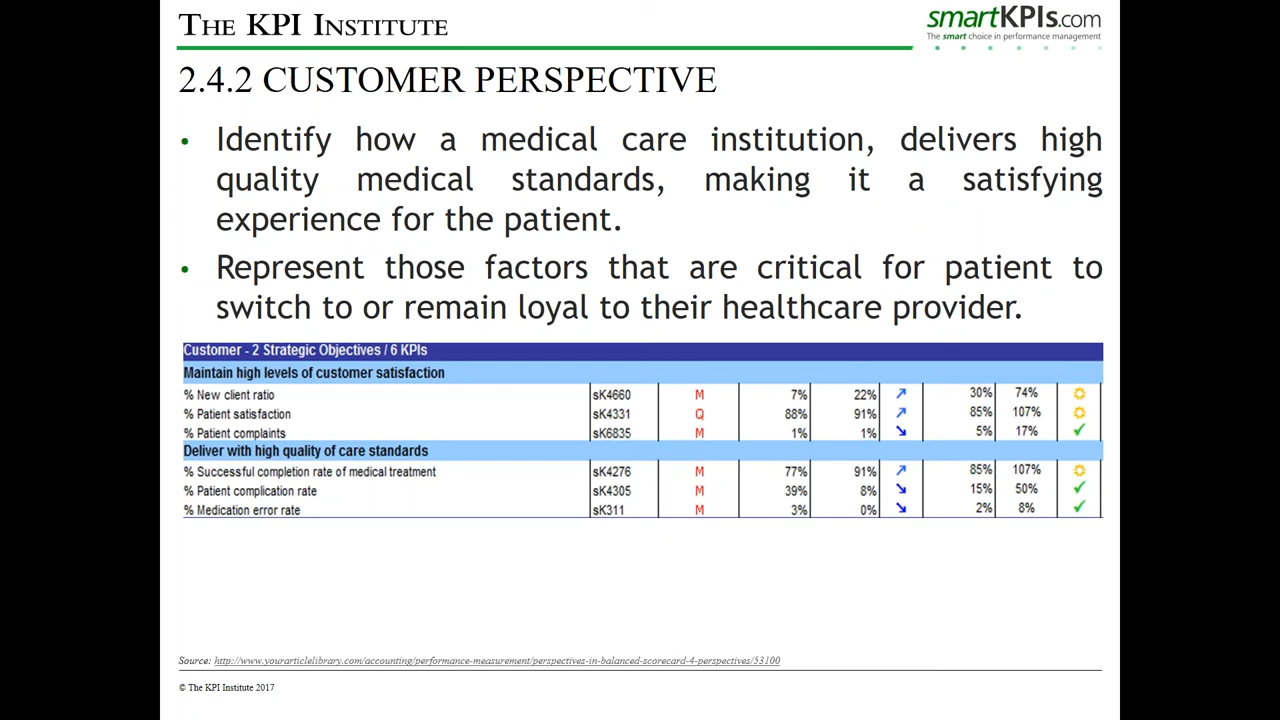 THE KPI INSTITUTE
smartKPIs.com
The smart choice in performance management
2.4.2 CUSTOMER PERSPECTIVE
• Identify how a medical care institution, delivers high
quality medical standards, making it a satisfying
experience for the patient.
• Represent those factors that are critical for patient to
switch to or remain loyal to their healthcare provider.
Customer - 2 Strategic Objectives / 6 KPIs
Maintain high levels of customer satisfaction
% New client ratio sK4660 M 7% 22% 30% 74%
% Patient satisfaction sK4331 Q 88% 91% 85% 107%
% Patient complaints sK6835 M 1% 1% 5% 17%
Deliver with high quality of care standards
% Successful completion rate of medical treatment sK4276 M 77% 91% 85% 107%
% Patient complication rate sK4305 M 39% 8% 15% 50%
% Medication error rate sK311 M 3% 0% 2% 8%
Source: http://www.yourarticlelibrary.com/accounting/performance-measurement/perspectives-in-balanced-scorecard-4-perspectives/53100
© The KPI Institute 2017